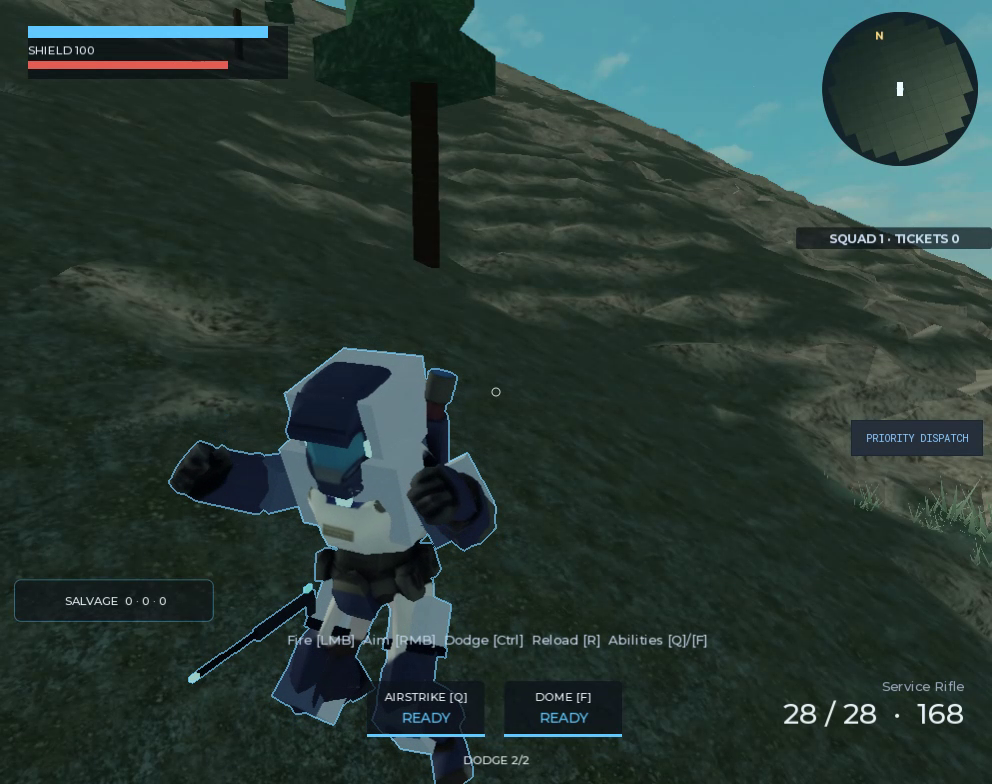 N
SHIELD 100
SQUAD 1 · TICKETS 0
PRIORITY DISPATCH
SALVAGE 0 · 0 · 0
Fire [LMB] Aim [RMB] Dodge [Ctrl] Reload [R] Abilities [Q]/[F]
AIRSTRIKE [Q]
READY
DOME [F]
READY
Service Rifle
28 / 28 · 168
DODGE 2/2